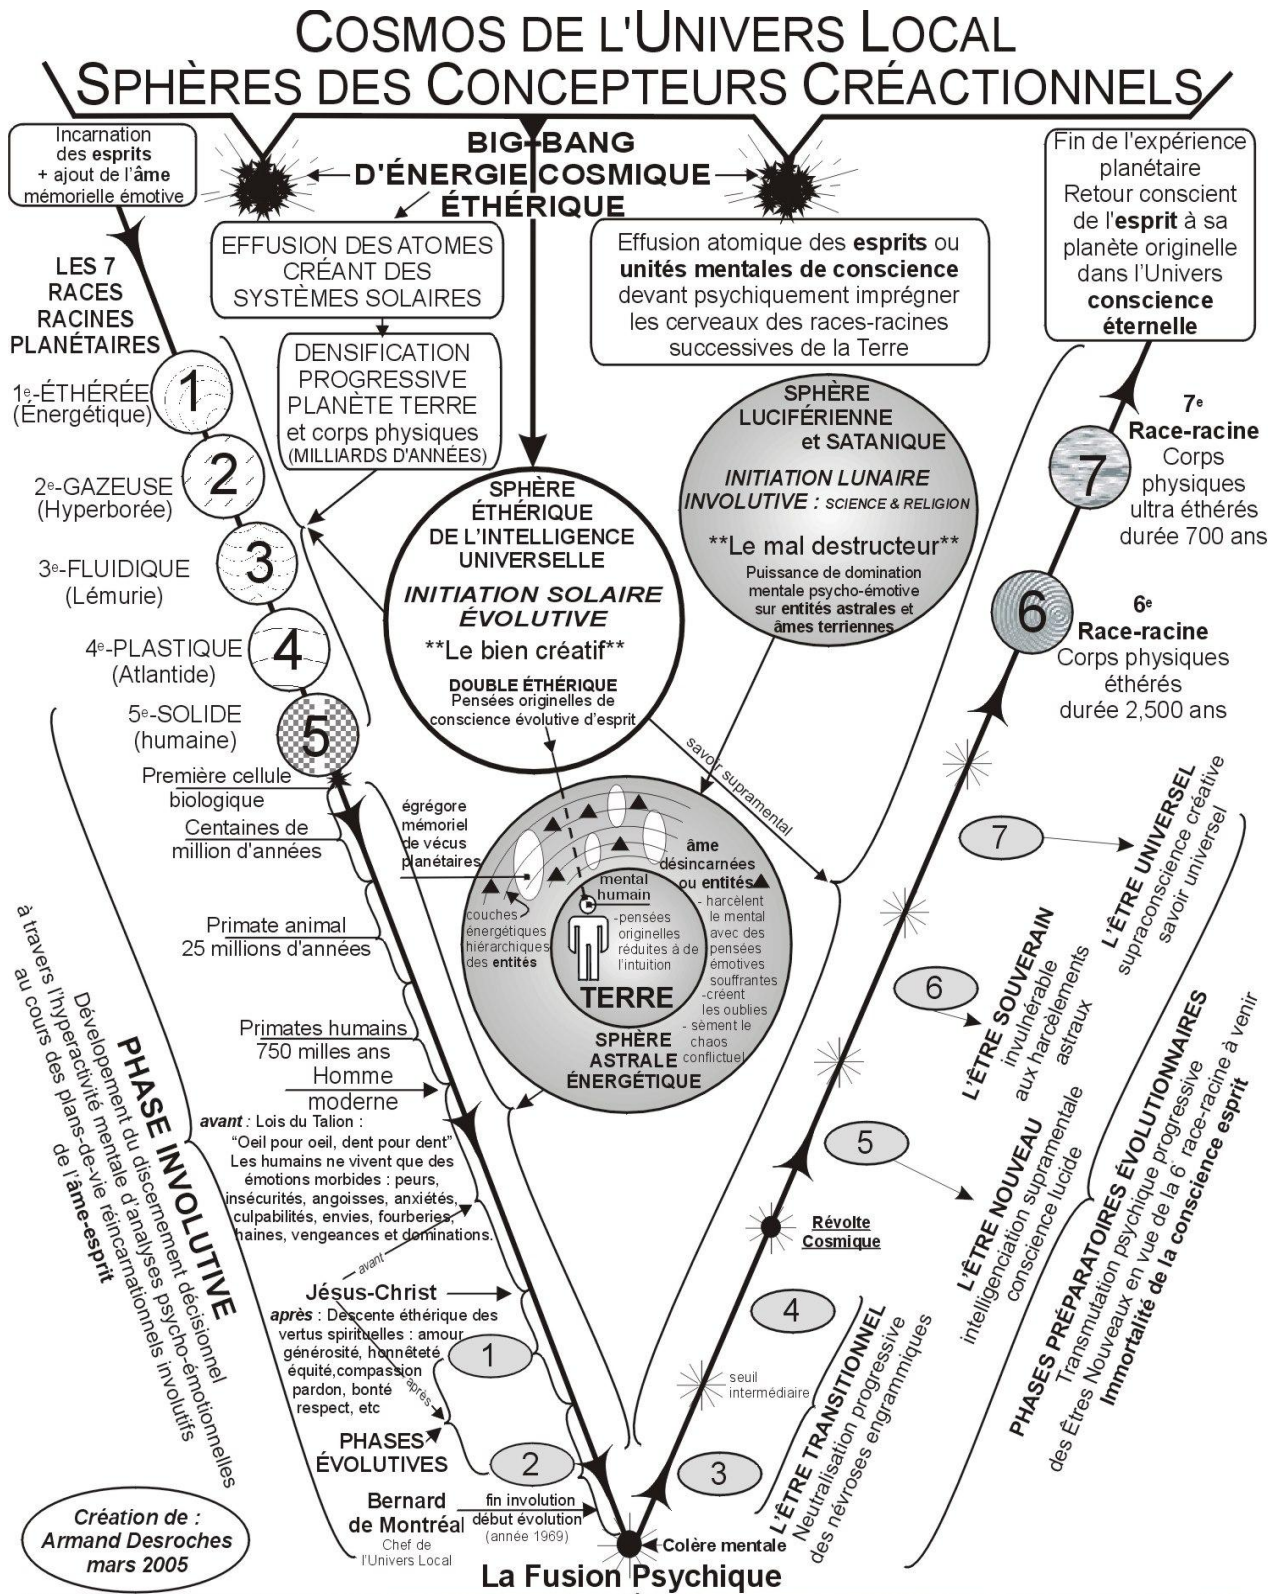 COSMOS DE L'UNIVERS LOCAL
SPHÈRES DES CONCEPTEURS CRÉACTIONNELS
Incarnation
des esprits
+ ajout de l'âme
mémorielle émotive
BIG-BANG
D'ÉNERGIE COSMIQUE
ÉTHÉRIQUE
Fin de l'expérience
planétaire
Retour conscient
de l'esprit à sa
planète originelle
dans l'Univers
conscience
éternelle
EFFUSION DES ATOMES
CRÉANT DES
SYSTÈMES SOLAIRES
Effusion atomique des esprits ou
unités mentales de conscience
devant psychiquement imprégner
les cerveaux des races-racines
successives de la Terre
DENSIFICATION
PROGRESSIVE
PLANÈTE TERRE
et corps physiques
(MILLIARDS D'ANNÉES)
LES 7
RACES
RACINES
PLANÉTAIRES
1e-ÉTHÉRÉE
(Énergétique)
1
2e-GAZEUSE
(Hyperborée)
2
3e-FLUIDIQUE
(Lémurie)
3
4e-PLASTIQUE
(Atlantide)
4
5e-SOLIDE
(humaine)
5
SPHÈRE
ÉTHÉRIQUE
DE L'INTELLIGENCE
UNIVERSELLE
INITIATION SOLAIRE
ÉVOLUTIVE
**Le bien créatif**
DOUBLE ÉTHÉRIQUE
Pensées originelles de
conscience évolutive d'esprit
SPHÈRE
LUCIFÉRIENNE
et SATANIQUE
INITIATION LUNAIRE
INVOLUTIVE : SCIENCE & RELIGION
**Le mal destructeur**
Puissance de domination
mentale psycho-émotive
sur entités astrales et
âmes terriennes
7
7e
Race-racine
Corps
physiques
ultra éthérés
durée 700 ans
6
6e
Race-racine
Corps physiques
éthérés
durée 2,500 ans
savoir supramental
Première cellule
biologique
Centaines de
million d'années
Primate animal
25 millions d'années
Primates humains
750 milles ans
Homme
moderne
égrégore
mémoriel
de vécus
planétaires
couches
énergétiques
hiérarchiques
des entités
mental
humain
-pensées
originelles
réduites à de
l'intuition
TERRE
SPHÈRE
ASTRALE
ÉNERGÉTIQUE
âme
désincarnées
ou entités
- harcèlent
le mental
avec des
pensées
émotives
souffrantes
-créent
les oublies
- sèment le
chaos
conflictuel
avant : Lois du Talion :
“Oeil pour oeil, dent pour dent”
Les humains ne vivent que des
émotions morbides : peurs,
insécurités, angoisses, anxiétés,
culpabilités, envies, fourberies,
haines, vengeances et dominations.
avant
Jésus-Christ
après : Descente éthérique des
vertus spirituelles : amour
générosité, honnêteté
équité,compassion
pardon, bonté
respect, etc
après
1
PHASES
ÉVOLUTIVES
2
Bernard
de Montréal
Chef de
l'Univers Local
fin involution
début évolution
(année 1969)
PHASE INVOLUTIVE
Dévelopement du discernement décisionnel
à travers l'hyperactivité mentale d'analyses psycho-émotionnelles
au cours des plans-de-vie réincarnationnels involutifs
de l'âme-esprit
7
L'ÊTRE UNIVERSEL
supraconscience créative
savoir universel
6
L'ÊTRE SOUVERAIN
invulnérable
aux harcèlements
astraux
5
L'ÊTRE NOUVEAU
intelligenciation supramentale
conscience lucide
Révolte
Cosmique
4
seuil
intermédiaire
3
L'ÊTRE TRANSITIONNEL
Neutralisation progressive
des névroses engrammiques
PHASES PRÉPARATOIRES ÉVOLUTIONNAIRES
Transmutation psychique progressive
des Êtres Nouveaux en vue de la 6e race-racine à venir
Immortalité de la conscience esprit
Colère mentale
La Fusion Psychique
Création de :
Armand Desroches
mars 2005